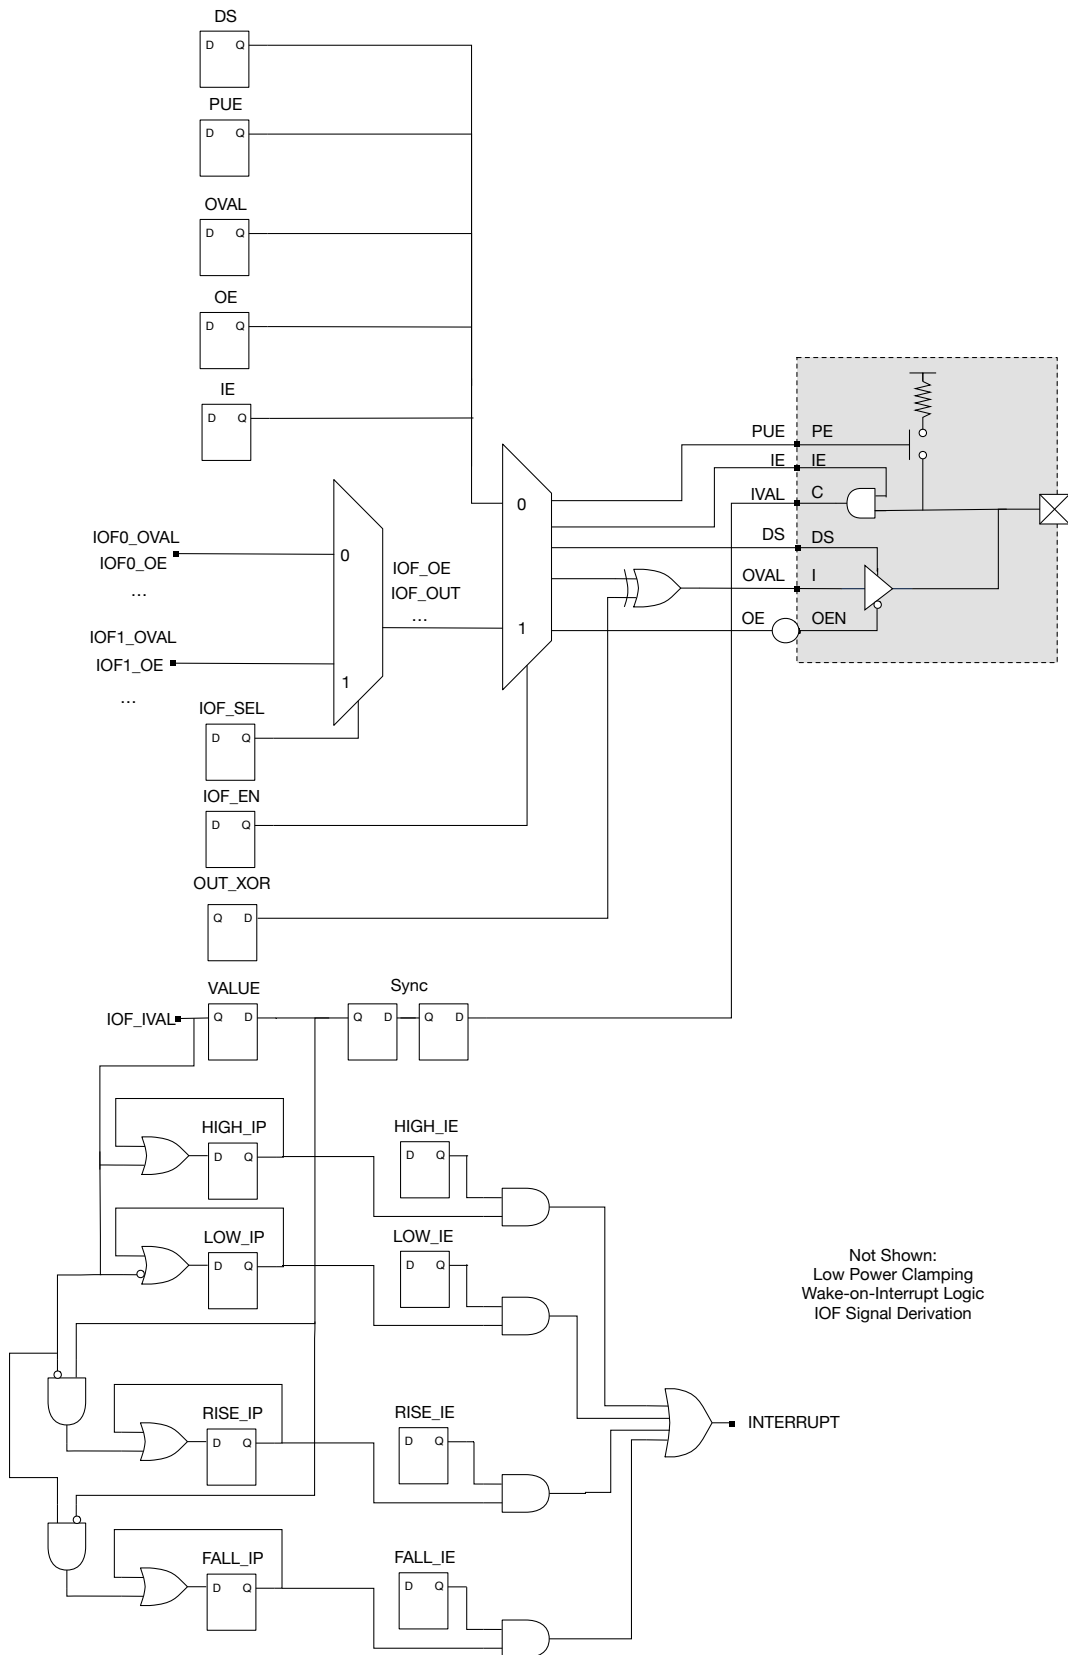 DS
D Q
PUE
D Q
OVAL
D Q
OE
D Q
IE
D Q
PUE PE
IE IE
IVAL C
DS DS
OVAL I
OE OEN
0
1
IOF0_OVAL
IOF0_OE
...
IOF1_OVAL
IOF1_OE
...
0
1
IOF_OE
IOF_OUT
...
IOF_SEL
D Q
IOF_EN
D Q
OUT_XOR
Q D
VALUE
IOF_IVAL
Q D
Sync
Q D
Q D
HIGH_IP
D Q
HIGH_IE
D Q
LOW_IP
D Q
LOW_IE
D Q
Not Shown:
Low Power Clamping
Wake-on-Interrupt Logic
IOF Signal Derivation
RISE_IP
D Q
RISE_IE
D Q
INTERRUPT
FALL_IP
D Q
FALL_IE
D Q